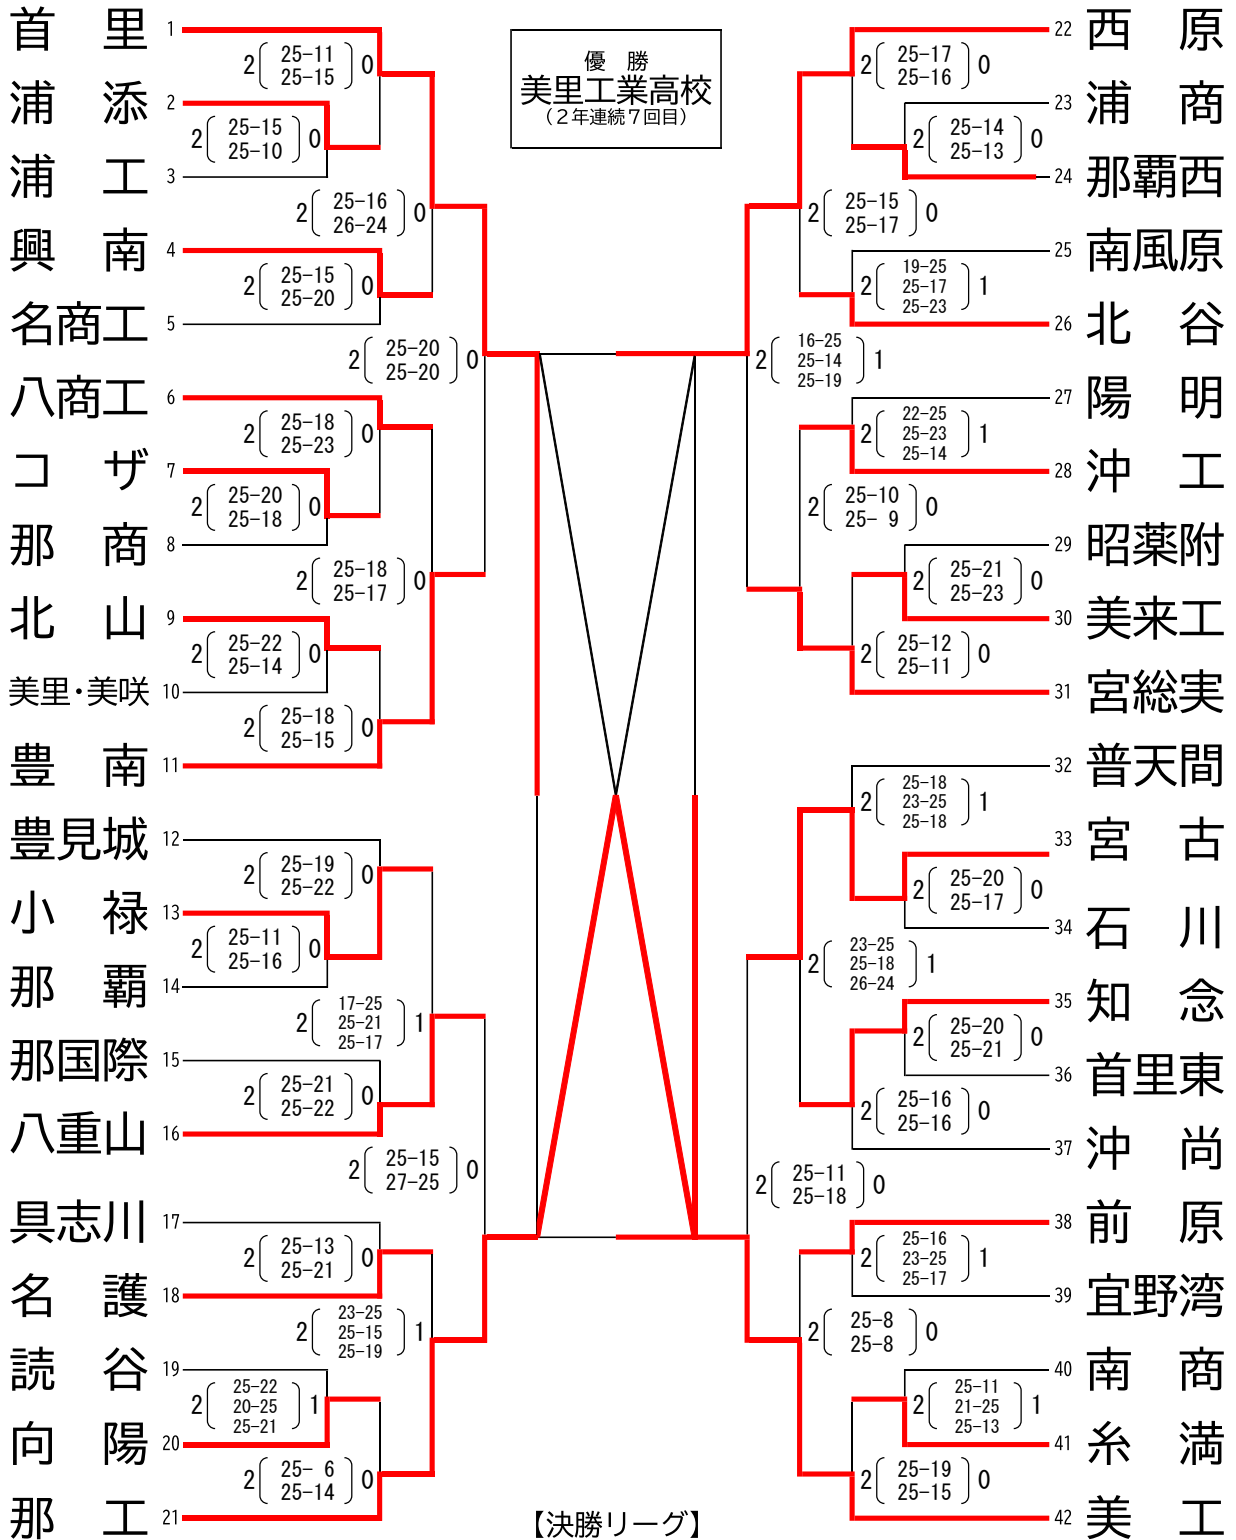 優　勝
美里工業高校
（２年連続７回目）
首　里 1
2 25-11 0
25-15
浦　添 2
2 25-15 0
25-10
浦　工 3
2 25-16 0
26-24
興　南 4
2 25-15 0
25-20
名商工 5
2 25-20 0
25-20
八商工 6
2 25-18 0
25-23
コ　ザ 7
2 25-20 0
25-18
那　商 8
2 25-18 0
25-17
北　山 9
2 25-22 0
25-14
美里・美咲 10
2 25-18 0
25-15
豊　南 11
豊見城 12
2 25-19 0
25-22
小　禄 13
2 25-11 0
25-16
那　覇 14
2 17-25 1
25-21
25-17
那国際 15
2 25-21 0
25-22
八重山 16
2 25-15 0
27-25
具志川 17
2 25-13 0
25-21
名　護 18
2 23-25 1
25-15
25-19
読　谷 19
2 25-22 1
20-25
25-21
向　陽 20
2 25- 6 0
25-14
那　工 21
22 西　原
2 25-17 0
25-16
23 浦　商
2 25-14 0
25-13
24 那覇西
2 25-15 0
25-17
25 南風原
2 19-25 1
25-17
25-23
26 北　谷
2 16-25 1
25-14
25-19
27 陽　明
2 22-25 1
25-23
25-14
28 沖　工
2 25-10 0
25- 9
29 昭薬附
2 25-21 0
25-23
30 美来工
2 25-12 0
25-11
31 宮総実
32 普天間
2 25-18 1
23-25
25-18
33 宮　古
2 25-20 0
25-17
34 石　川
2 23-25 1
25-18
26-24
35 知　念
2 25-20 0
25-21
36 首里東
2 25-16 0
25-16
37 沖　尚
2 25-11 0
25-18
38 前　原
2 25-16 1
23-25
25-17
39 宜野湾
2 25-8 0
25-8
40 南　商
2 25-11 1
21-25
25-13
41 糸　満
2 25-19 0
25-15
42 美　工
【決勝リーグ】